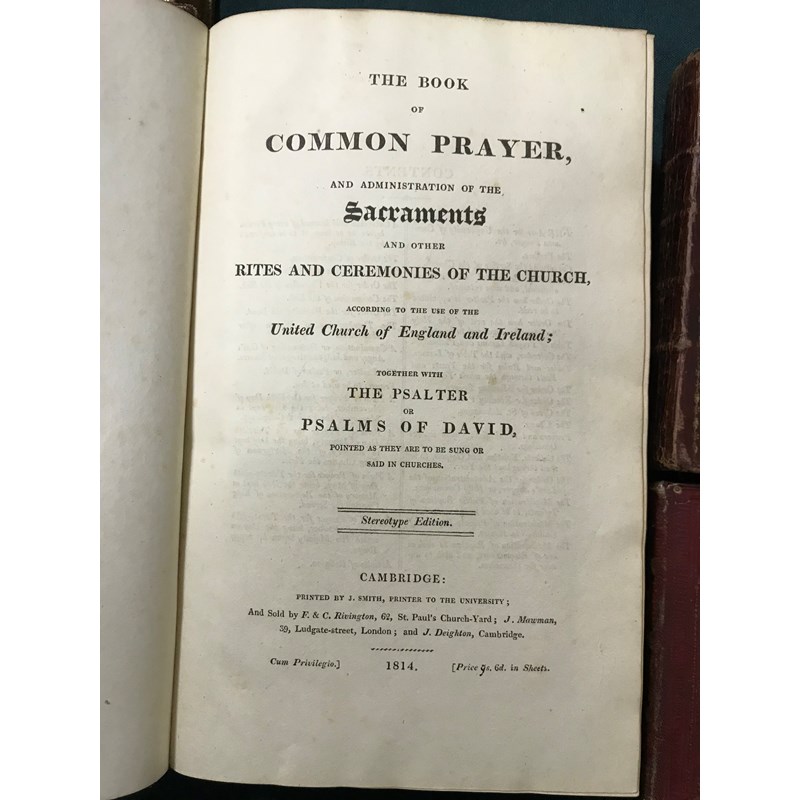 THE BOOK
OF
COMMON PRAYER,
AND ADMINISTRATION OF THE
Sacraments
AND OTHER
RITES AND CEREMONIES OF THE CHURCH,
ACCORDING TO THE USE OF THE
United Church of England and Ireland;
TOGETHER WITH
THE PSALTER
OR
PSALMS OF DAVID,
POINTED AS THEY ARE TO BE SUNG OR
SAID IN CHURCHES.
Stereotype Edition.
CAMBRIDGE:
PRINTED BY J. SMITH, PRINTER TO THE UNIVERSITY;
And Sold by F. & C. Rivington, 62, St. Paul's Church-Yard; J. Mawman,
39, Ludgate-street, London; and J. Deighton, Cambridge.
Cum Privilegio.] 1814. [Price 9s. 6d. in Sheets.